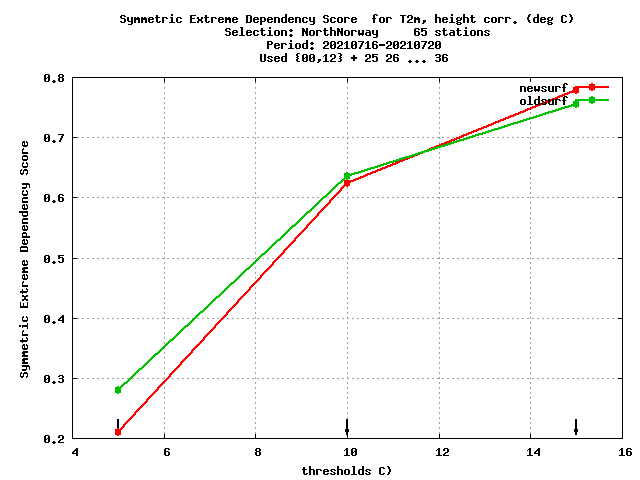 Symmetric Extreme Dependency Score  for T2m, height corr. (deg C)
Selection: NorthNorway     65 stations
Period: 20210716-20210720
Used {00,12} + 25 26 ... 36
newsurf
oldsurf
Symmetric Extreme Dependency Score
0.8
0.7
0.6
0.5
0.4
0.3
0.2
4 6 8 10 12 14 16
thresholds C)